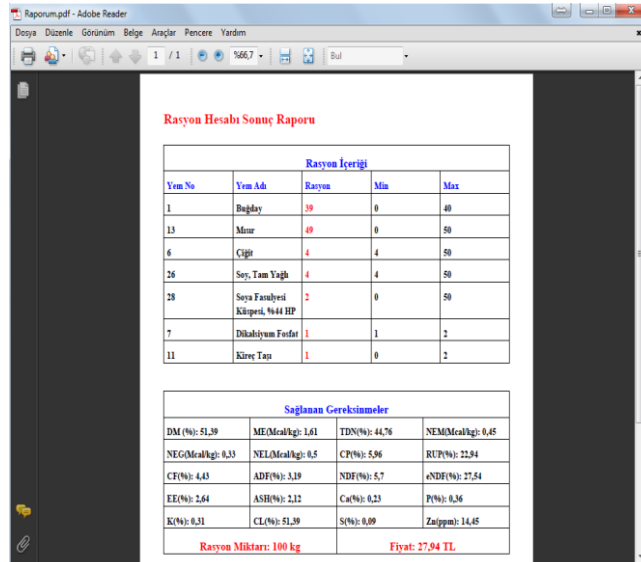 Raporum.pdf - Adobe Reader
Dosya Düzenle Görünüm Belge Araçlar Pencere Yardım
1 / 1 %66,7 Bul
Rasyon Hesabı Sonuç Raporu
Rasyon İçeriği
Yem No Yem Adı Rasyon Min Max
1 Buğday 39 0 40
13 Mısır 49 0 50
6 Çiğit 4 4 50
26 Soy, Tam Yağlı 4 4 50
28 Soya Fasulyesi 2 0 50
Küspesi, %44 HP
7 Dikalsiyum Fosfat 1 1 2
11 Kireç Taşı 1 0 2
Sağlanan Gereksinmeler
DM (%): 51,39 ME(Mcal/kg): 1,61 TDN(%): 44,76 NEM(Mcal/kg): 0,45
NEG(Mcal/kg): 0,33 NEL(Mcal/kg): 0,5 CP(%): 5,96 RUP(%): 22,94
CF(%): 4,43 ADF(%): 3,19 NDF(%): 5,7 eNDF(%): 27,54
EE(%): 2,64 ASH(%): 2,12 Ca(%): 0,23 P(%): 0,36
K(%): 0,31 CL(%): 51,39 S(%): 0,09 Zn(ppm): 14,45
Rasyon Miktarı: 100 kg Fiyat: 27,94 TL